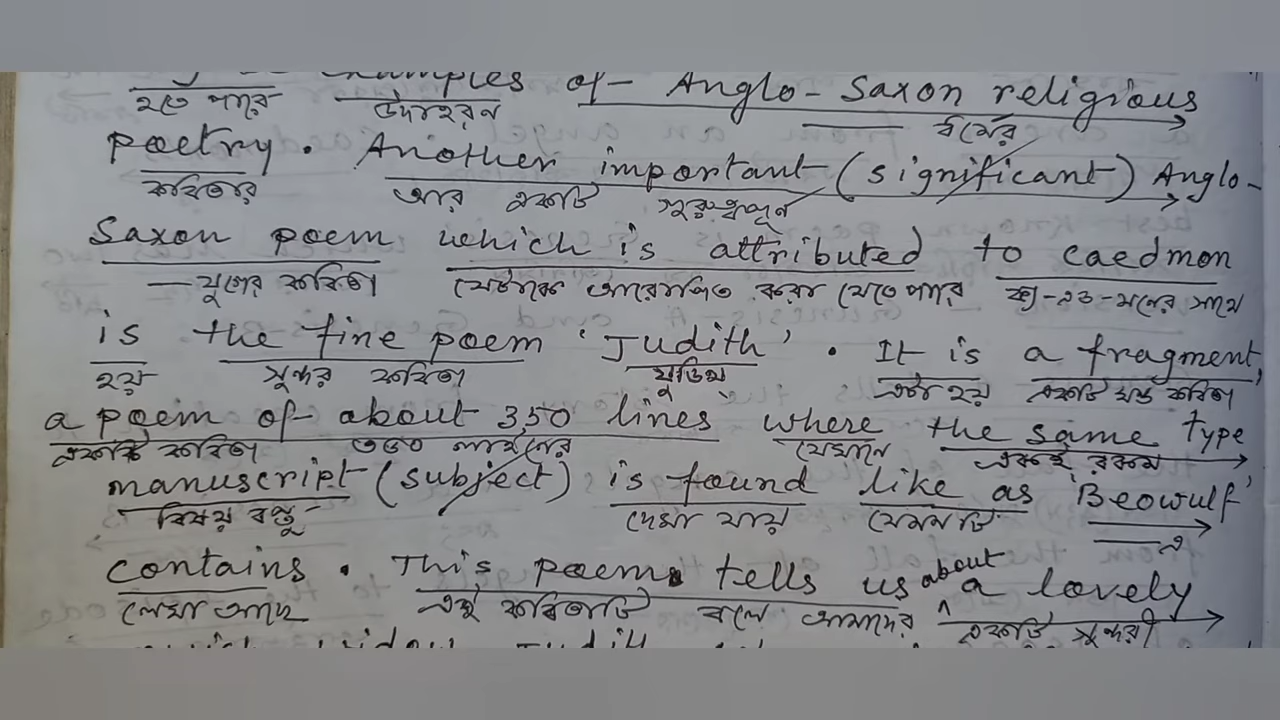 examples of Anglo-Saxon religious
হতে পারে উদাহরন ধর্মের
poetry. Another important (significant) Anglo-
কবিতার আর একটি গুরুত্বপূর্ন
Saxon poem which is attributed to caedmon
যুগের কবিতা যেটাকে আরোপিত করা যেতে পারে
is the fine poem 'Judith'. It is a fragment,
হয় সুন্দর কবিতা যুডিথ এটা হয় একটি খন্ড কবিতা
a poem of about 350 lines where the same type
একটি কবিতা ৩৫০ লাইনের যেখানে একই রকম
manuscript (subject) is found like as 'Beowulf'
বিষয় বস্তু দেখা যায় যেমনটি এ
contains. This poem tells us about a lovely
লেখা আছে এই কবিতাটি বলে আমাদের একটি সুন্দরী